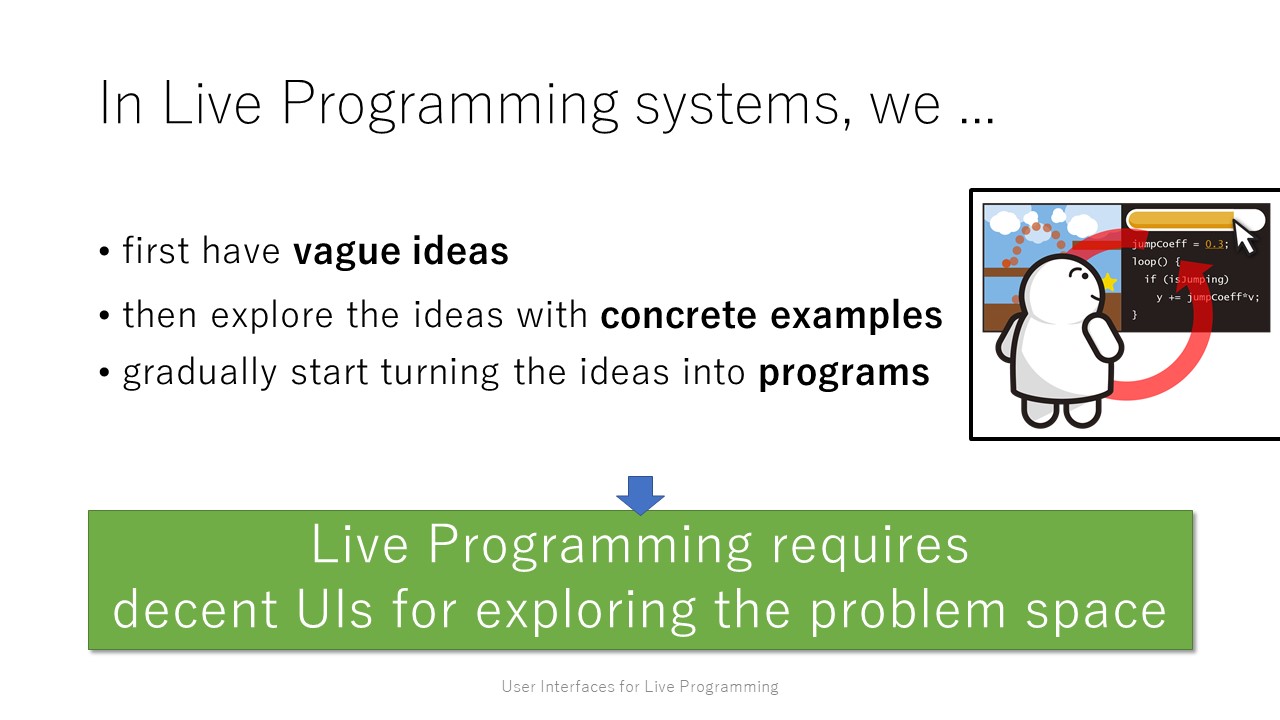 In Live Programming systems, we ...
• first have vague ideas
• then explore the ideas with concrete examples
• gradually start turning the ideas into programs
jumpCoeff = 0.3;
loop() {
if (isJumping)
y += jumpCoeff*v;
}
Live Programming requires
decent UIs for exploring the problem space
User Interfaces for Live Programming